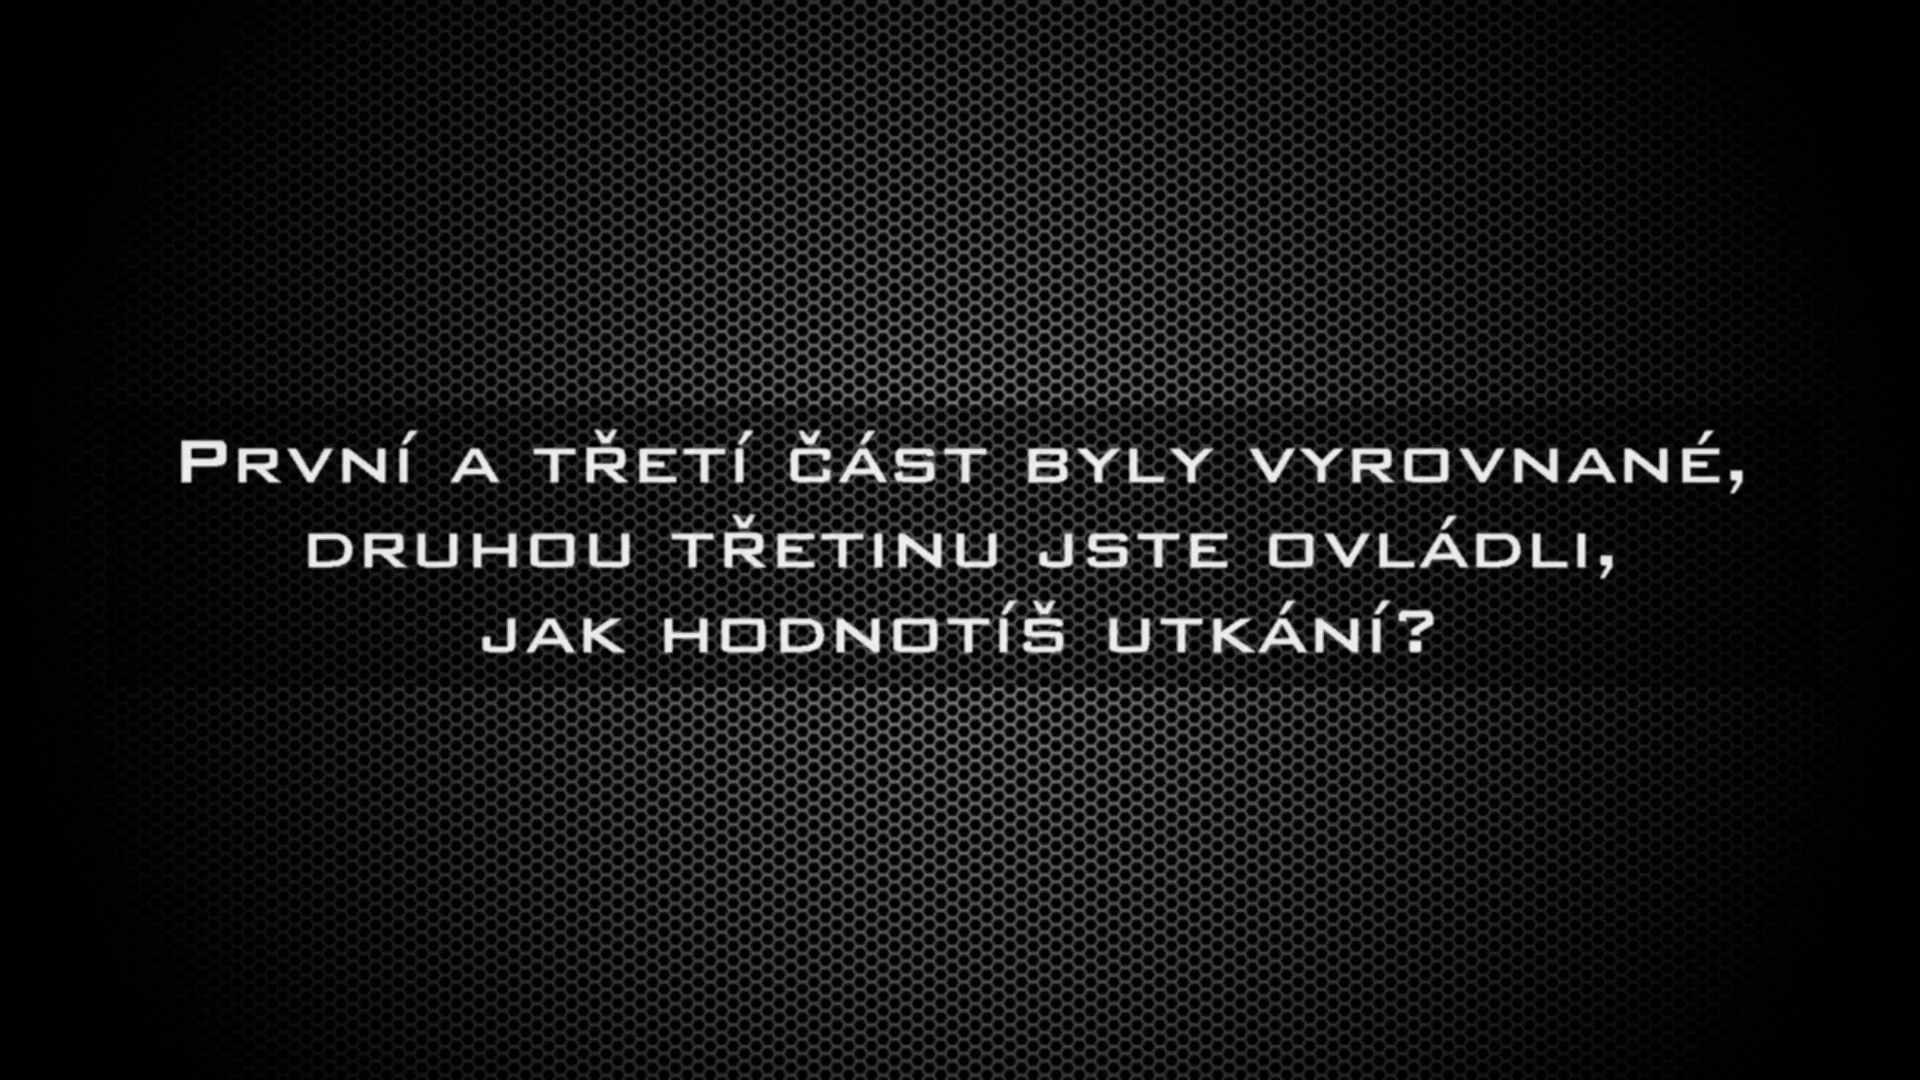 První a třetí část byly vyrovnané,
druhou třetinu jste ovládli,
jak hodnotíš utkání?